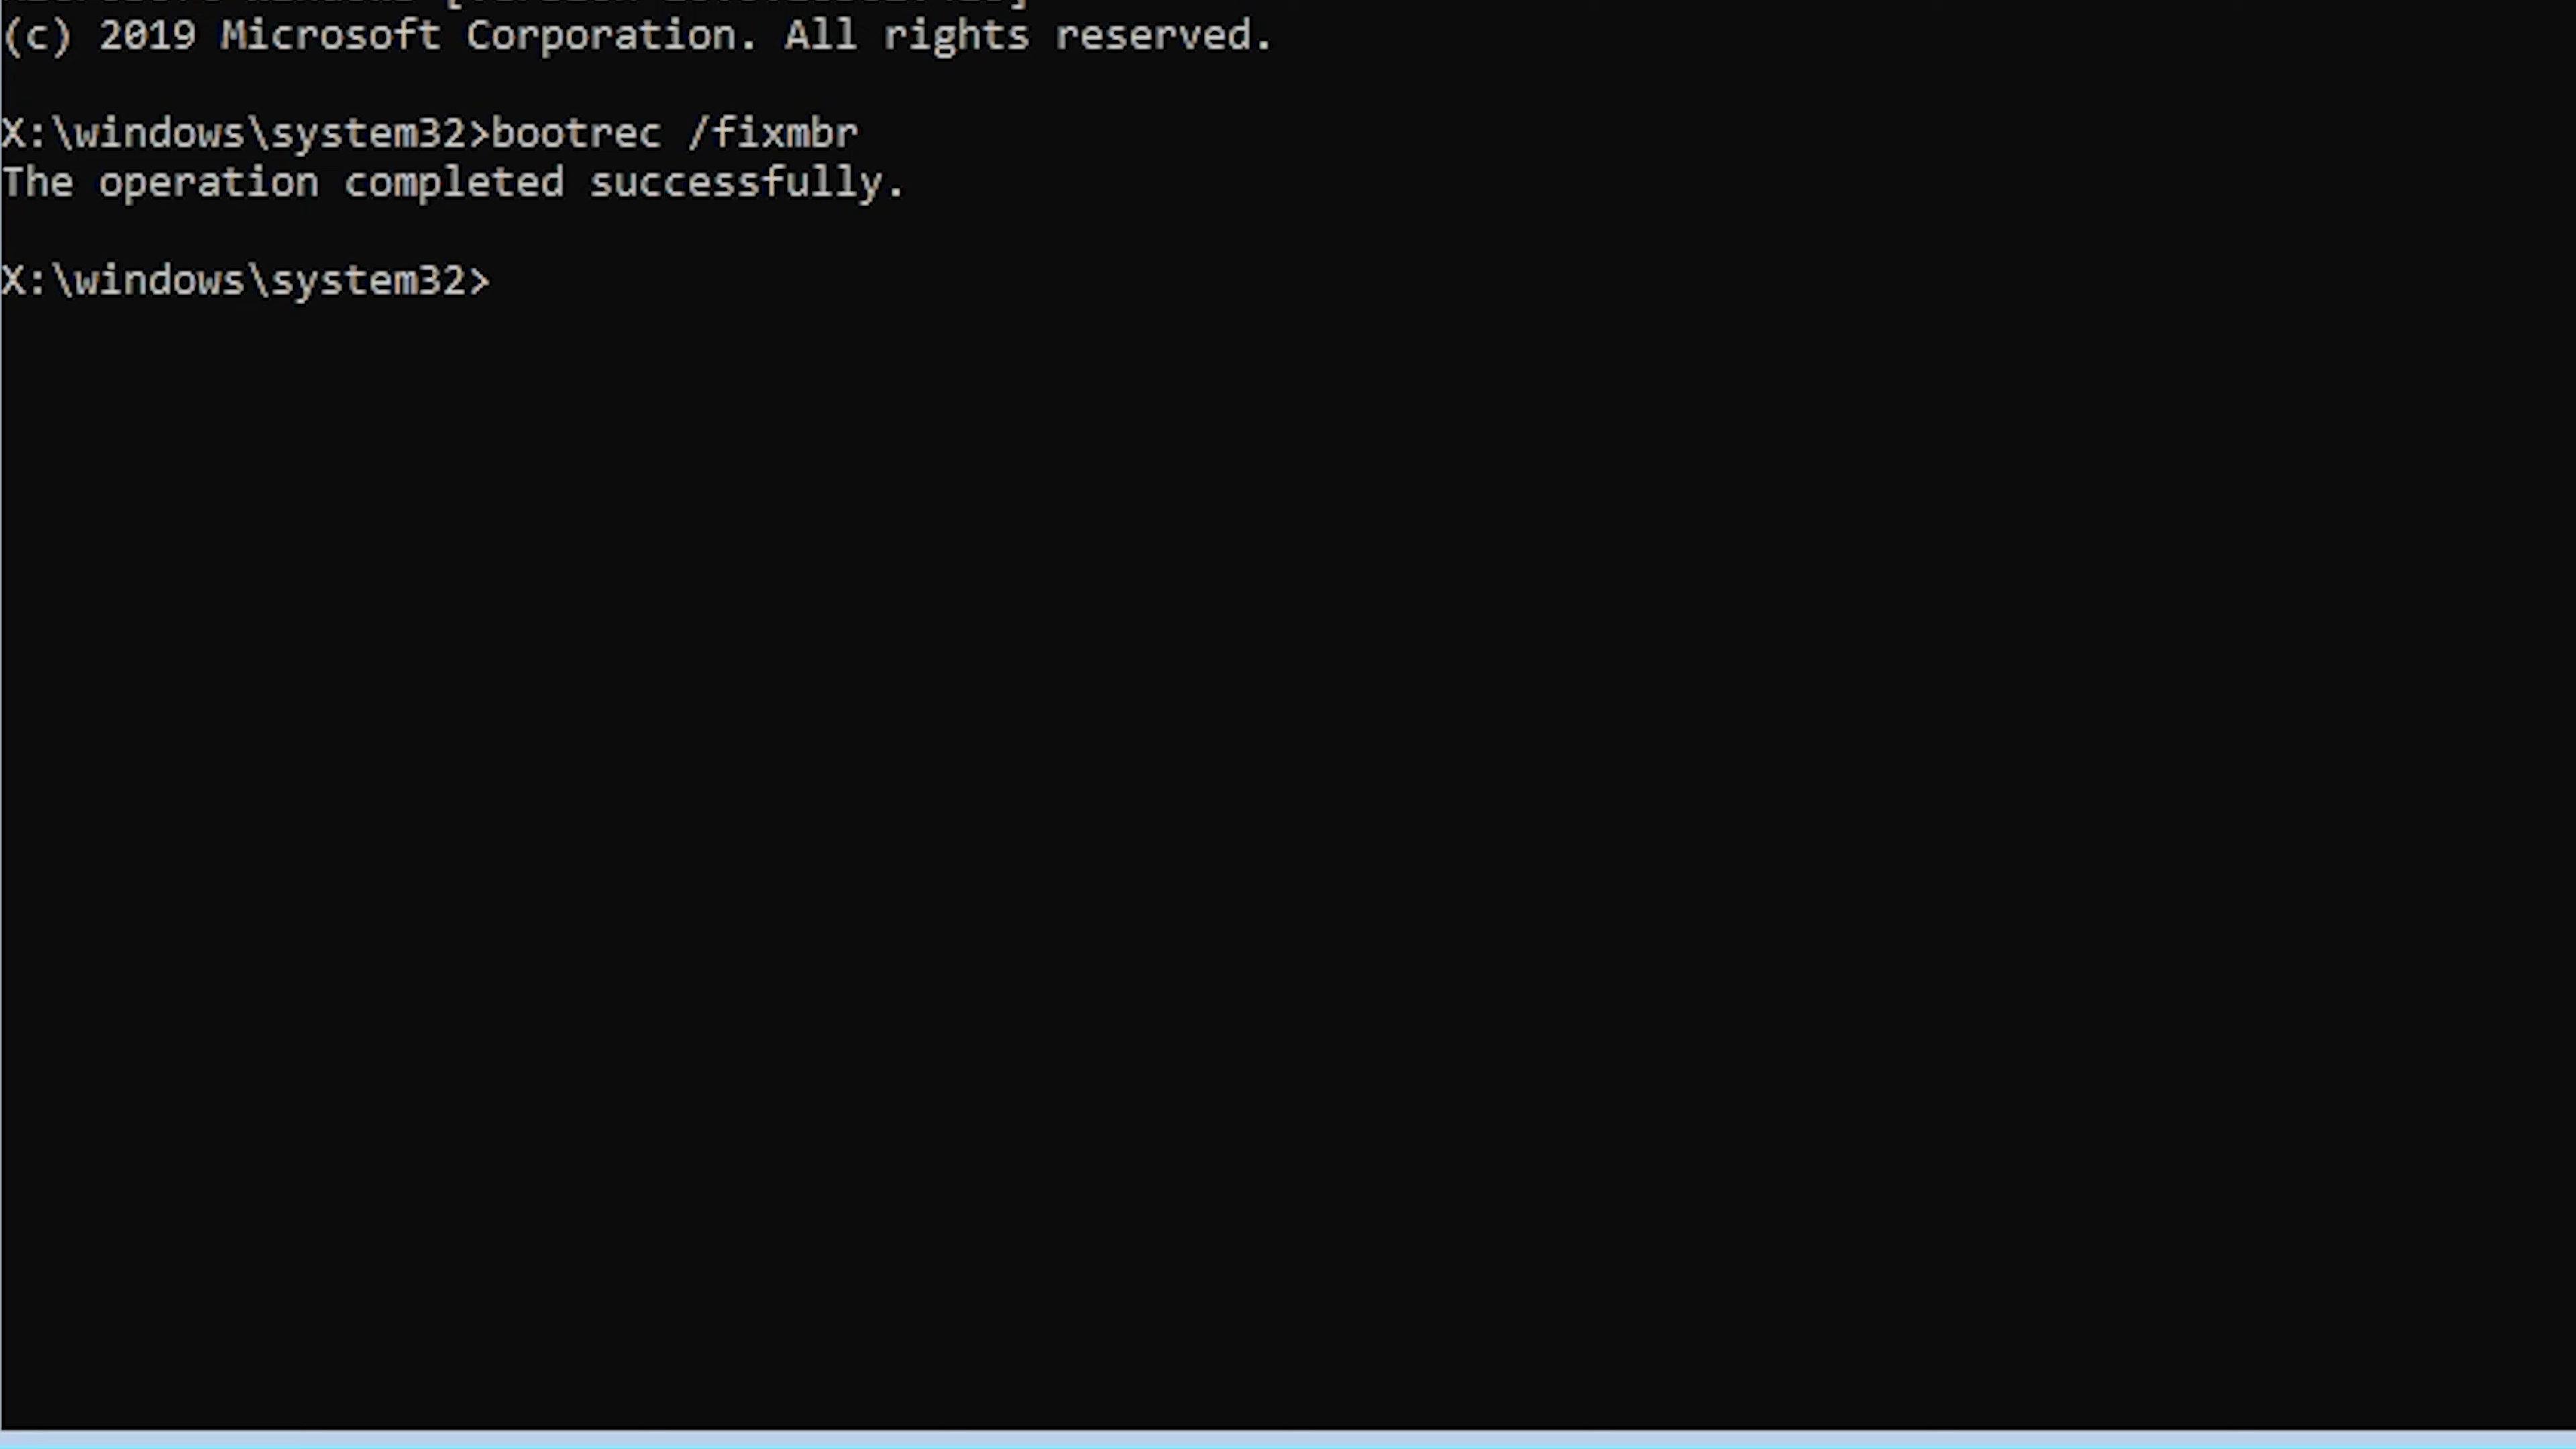 (c) 2019 Microsoft Corporation. All rights reserved.
X:\windows\system32>bootrec /fixmbr
The operation completed successfully.
X:\windows\system32>